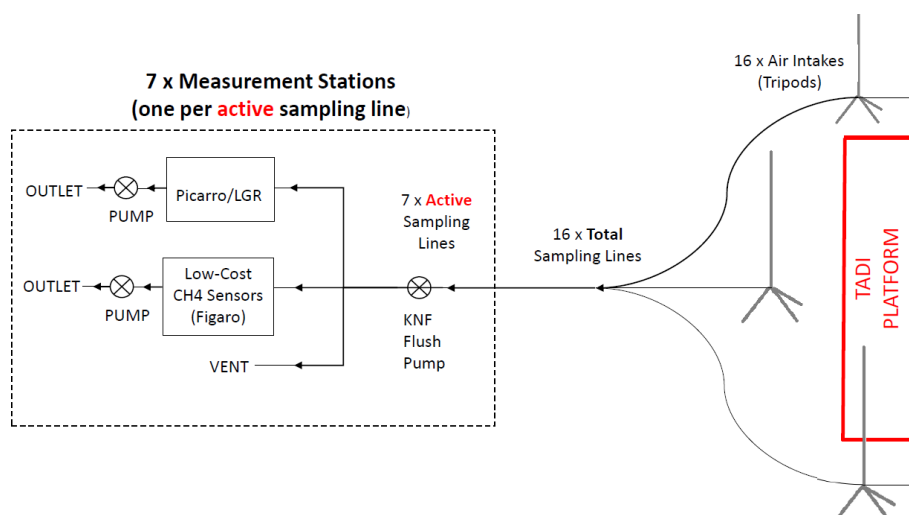 7 x Measurement Stations
(one per active sampling line)
16 x Air Intakes
(Tripods)
OUTLET
PUMP
Picarro/LGR
7 x Active
Sampling
Lines
16 x Total
Sampling Lines
OUTLET
PUMP
Low-Cost
CH4 Sensors
(Figaro)
KNF
Flush
Pump
VENT
TADI
PLATFORM